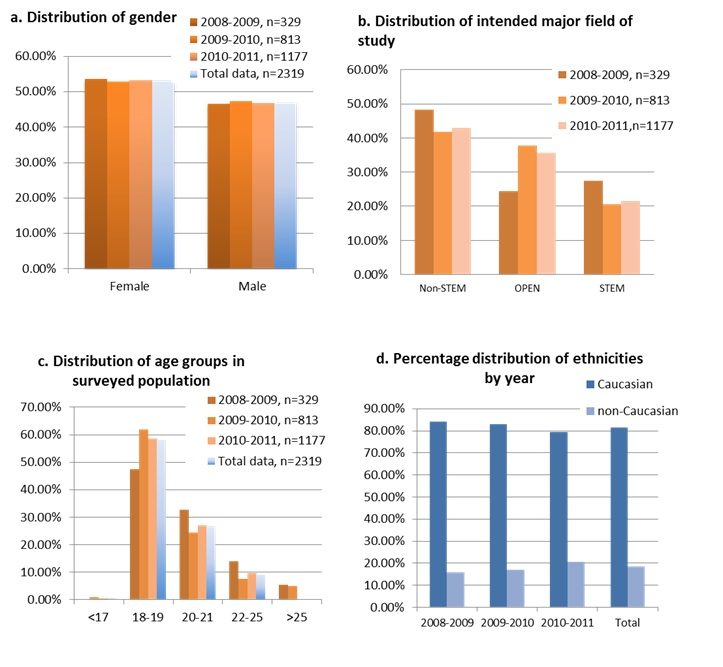 a. Distribution of gender
2008-2009, n=329
2009-2010, n=813
2010-2011, n=1177
Total data, n=2319
60.00%
50.00%
40.00%
30.00%
20.00%
10.00%
0.00%
Female
Male
b. Distribution of intended major field of
study
2008-2009, n=329
2009-2010, n=813
2010-2011,n=1177
60.00%
50.00%
40.00%
30.00%
20.00%
10.00%
0.00%
Non-STEM
OPEN
STEM
c. Distribution of age groups in
surveyed population
2008-2009, n=329
2009-2010, n=813
2010-2011, n=1177
Total data, n=2319
70.00%
60.00%
50.00%
40.00%
30.00%
20.00%
10.00%
0.00%
<17
18-19
20-21
22-25
>25
d. Percentage distribution of ethnicities
by year
Caucasian
non-Caucasian
90.00%
80.00%
70.00%
60.00%
50.00%
40.00%
30.00%
20.00%
10.00%
0.00%
2008-2009
2009-2010
2010-2011
Total